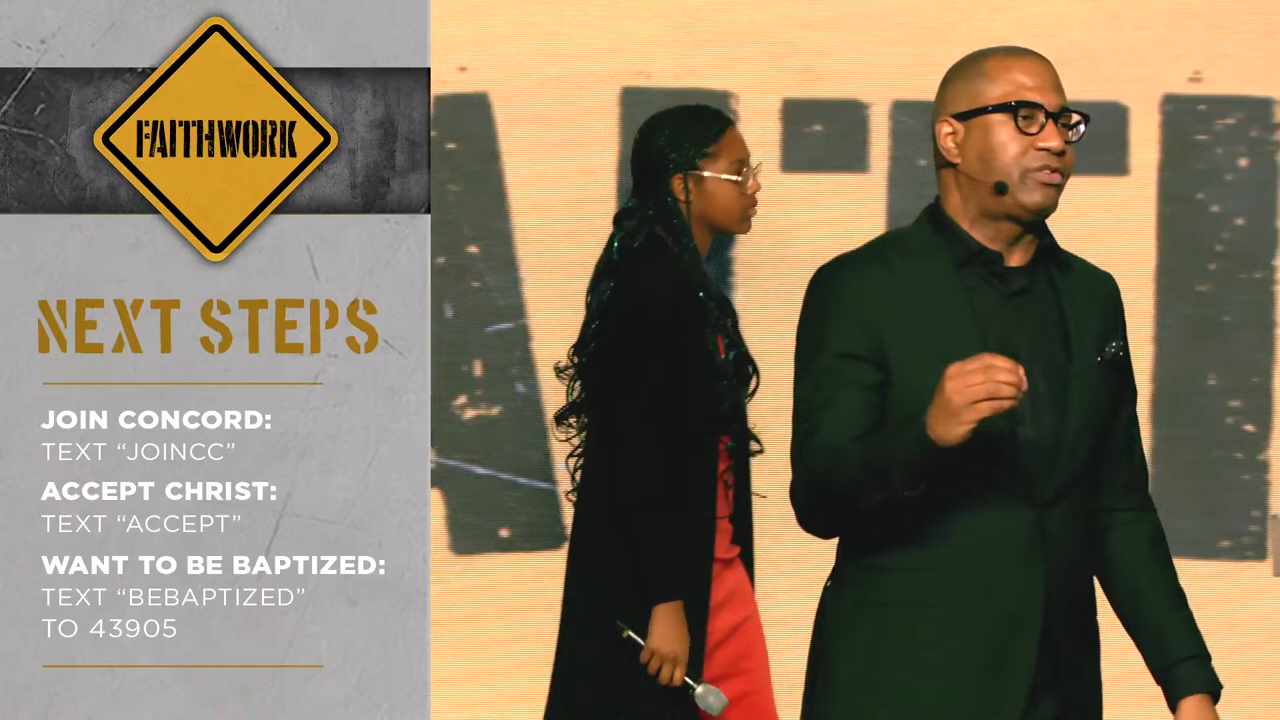 FAITHWORK
NEXT STEPS
JOIN CONCORD:
TEXT “JOINCC”
ACCEPT CHRIST:
TEXT “ACCEPT”
WANT TO BE BAPTIZED:
TEXT “BEBAPTIZED”
TO 43905